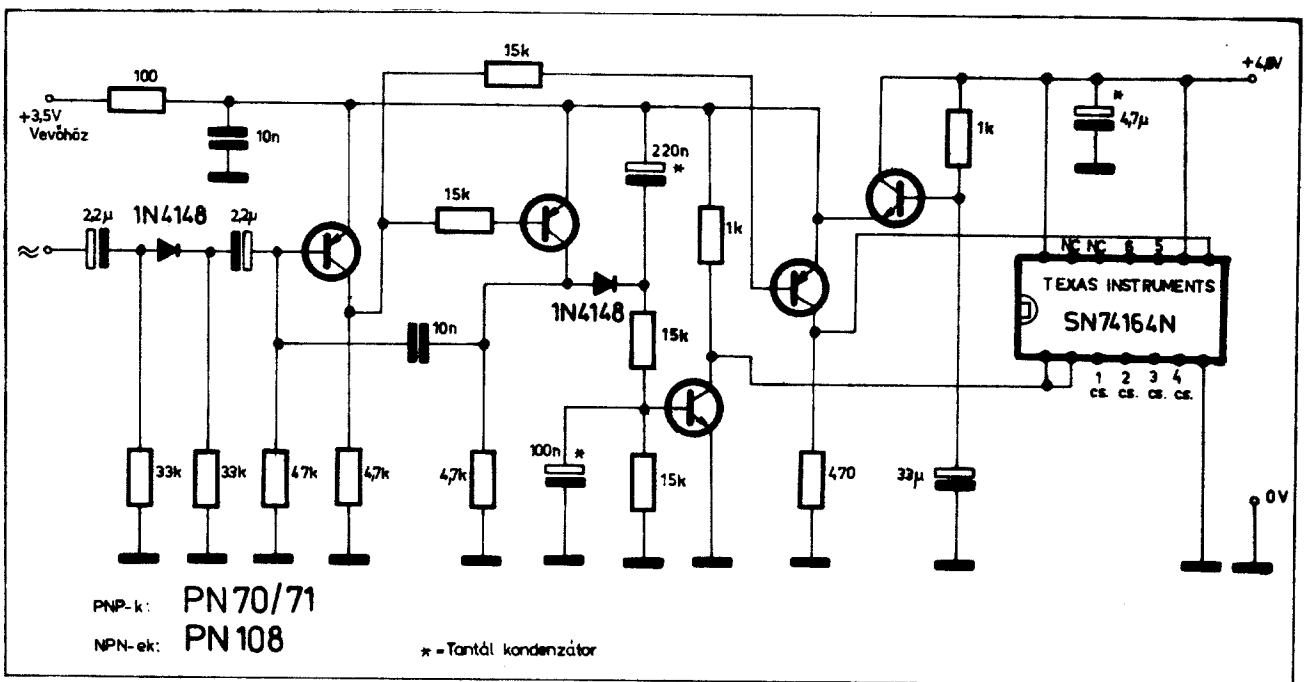 15k
100
+4,8V
+3,5V
Vevőhöz
10n
220n
*
1k
*
4,7µ
2,2µ
1N4148
2,2µ
15k
1k
≈
NC NC 6 5
TEXAS INSTRUMENTS
SN74164N
1N4148
10n
15k
1 2 3 4
cs. cs. cs. cs.
33k
33k
47k
4,7k
4,7k
100n
*
15k
470
33µ
0V
PNP-k: PN70/71
NPN-ek: PN108
*=Tantál kondenzátor